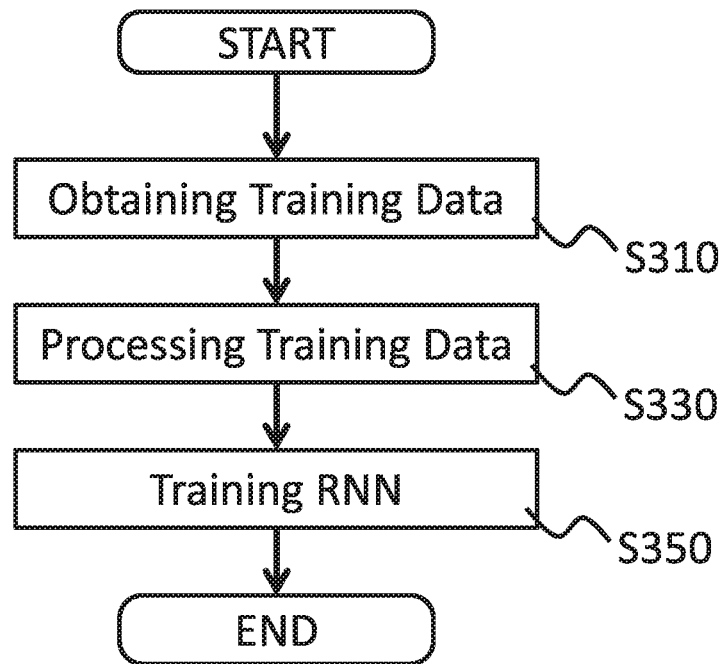 START
Obtaining Training Data
S310
Processing Training Data
S330
Training RNN
S350
END